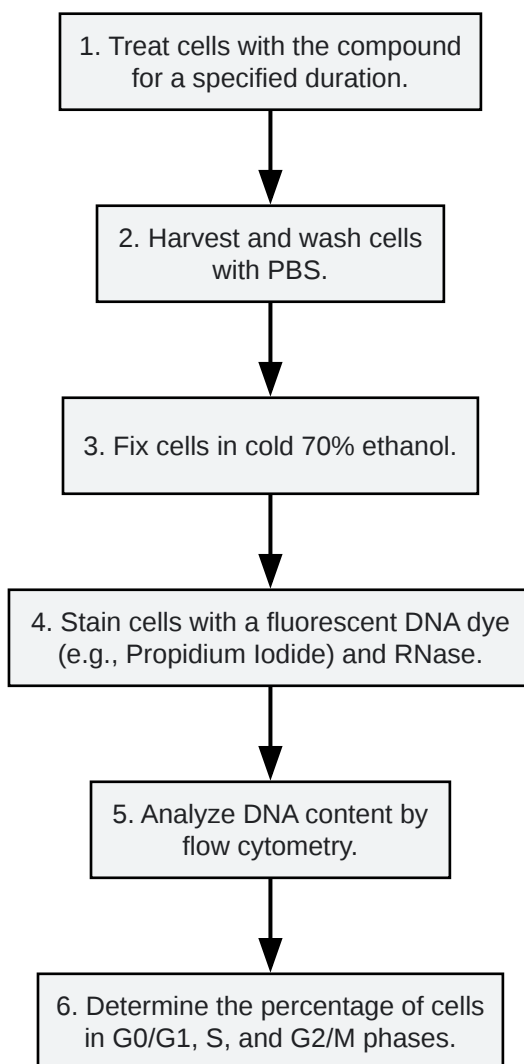 1. Treat cells with the compound
for a specified duration.
2. Harvest and wash cells
with PBS.
3. Fix cells in cold 70% ethanol.
4. Stain cells with a fluorescent DNA dye
(e.g., Propidium Iodide) and RNase.
5. Analyze DNA content by
flow cytometry.
6. Determine the percentage of cells
in G0/G1, S, and G2/M phases.